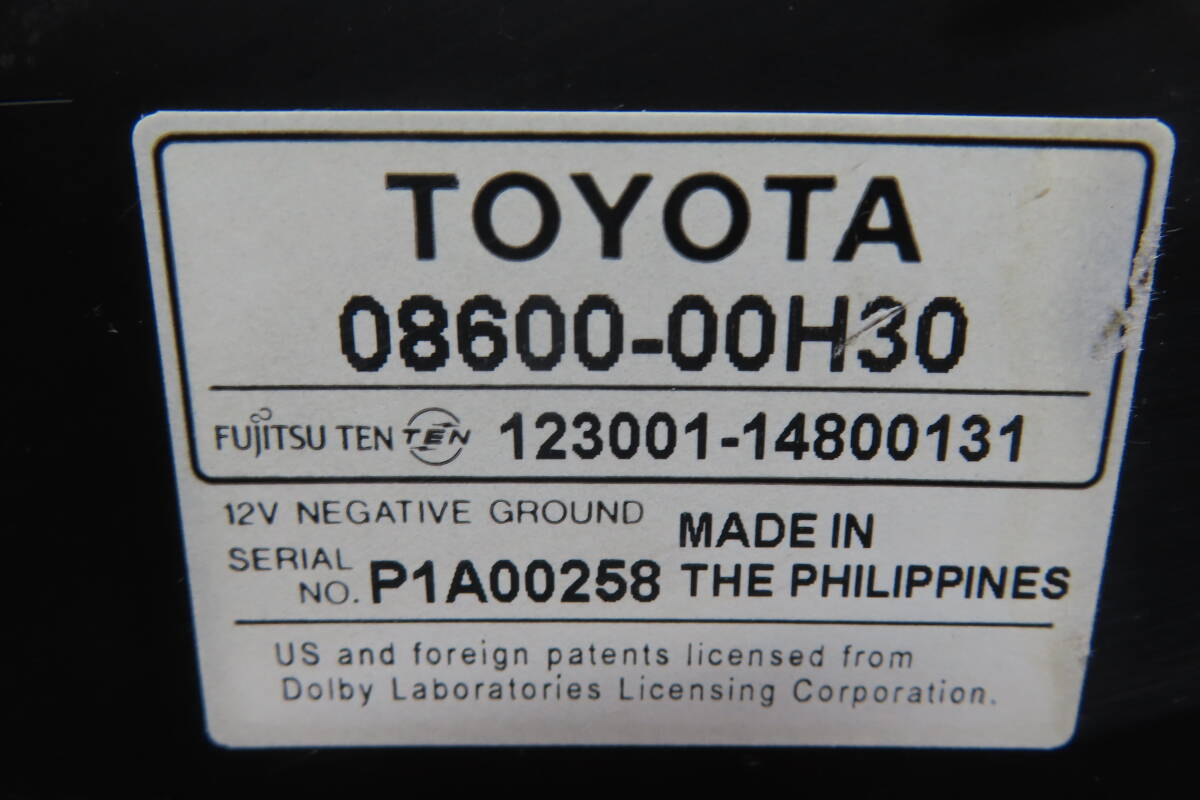 TOYOTA
08600-00H30
FUJITSU TEN TEN 123001-14800131
12V NEGATIVE GROUND
SERIAL NO. P1A00258
MADE IN
THE PHILIPPINES
US and foreign patents licensed from
Dolby Laboratories Licensing Corporation.